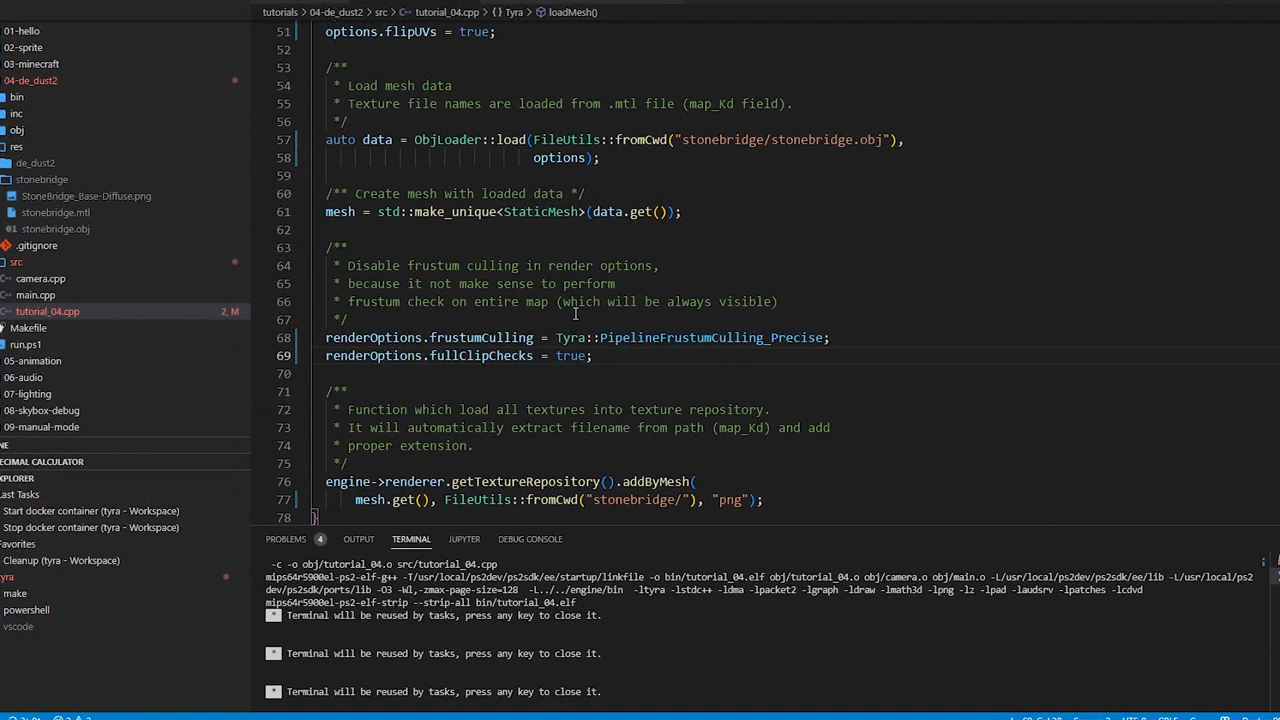 tutorials > 04-de_dust2 > src > tutorial_04.cpp > {} Tyra > loadMesh()
01-hello
02-sprite
03-minecraft
04-de_dust2
bin
inc
obj
res
de_dust2
stonebridge
StoneBridge_Base-Diffuse.png
stonebridge.mtl
stonebridge.obj
.gitignore
src
camera.cpp
main.cpp
tutorial_04.cpp 2, M
Makefile
run.ps1
05-animation
06-audio
07-lighting
08-skybox-debug
09-manual-mode
NE
ECIMAL CALCULATOR
XPLORER
Last Tasks
Start docker container (tyra - Workspace)
Stop docker container (tyra - Workspace)
Favorites
Cleanup (tyra - Workspace)
tyra
make
powershell
vscode
51 options.flipUVs = true;
52
53 /**
54 * Load mesh data
55 * Texture file names are loaded from .mtl file (map_Kd field).
56 */
57 auto data = ObjLoader::load(FileUtils::fromCwd("stonebridge/stonebridge.obj"),
58 options);
59
60 /** Create mesh with loaded data */
61 mesh = std::make_unique<StaticMesh>(data.get());
62
63 /**
64 * Disable frustum culling in render options,
65 * because it not make sense to perform
66 * frustum check on entire map (which will be always visible)
67 */
68 renderOptions.frustumCulling = Tyra::PipelineFrustumCulling_Precise;
69 renderOptions.fullClipChecks = true;
70
71 /**
72 * Function which load all textures into texture repository.
73 * It will automatically extract filename from path (map_Kd) and add
74 * proper extension.
75 */
76 engine->renderer.getTextureRepository().addByMesh(
77 mesh.get(), FileUtils::fromCwd("stonebridge/"), "png");
78 }
PROBLEMS 4 OUTPUT TERMINAL JUPYTER DEBUG CONSOLE
-c -o obj/tutorial_04.o src/tutorial_04.cpp
mips64r5900el-ps2-elf-g++ -T/usr/local/ps2dev/ps2sdk/ee/startup/linkfile -o bin/tutorial_04.elf obj/tutorial_04.o obj/camera.o obj/main.o -L/usr/local/ps2dev/ps2sdk/ee/lib -L/usr/local/ps2
dev/ps2sdk/ports/lib -O3 -Wl,-zmax-page-size=128 -L../../engine/bin -ltyra -lstdc++ -ldma -lpacket2 -lgraph -ldraw -lmath3d -lpng -lz -lpad -laudsrv -lpatches -lcdvd
mips64r5900el-ps2-elf-strip --strip-all bin/tutorial_04.elf
* Terminal will be reused by tasks, press any key to close it.
* Terminal will be reused by tasks, press any key to close it.
* Terminal will be reused by tasks, press any key to close it.